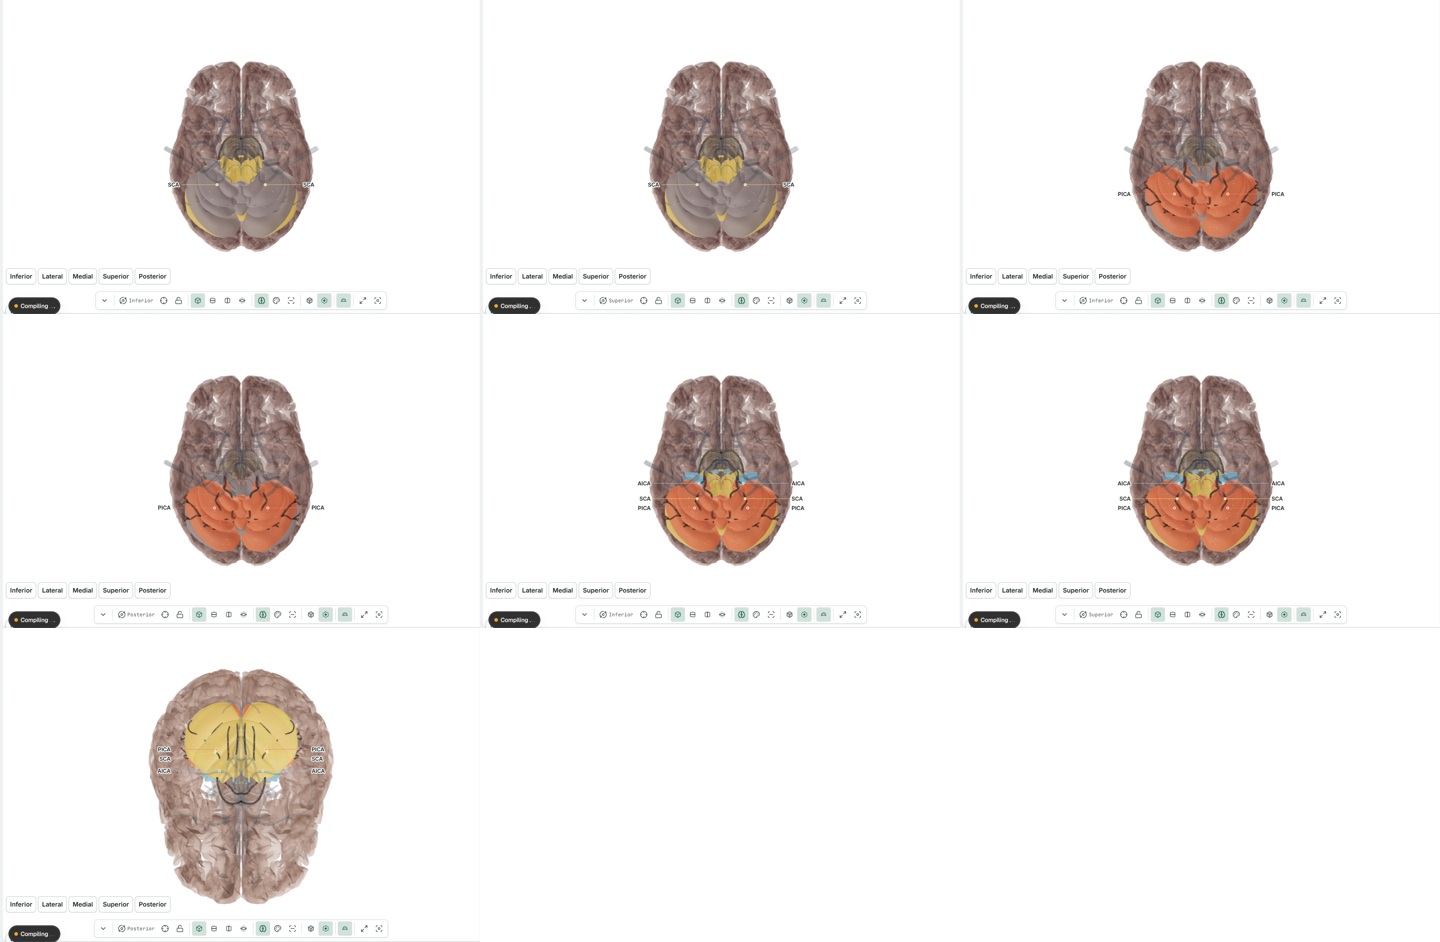 SCA SCA
Inferior Lateral Medial Superior Posterior
Inferior
Compiling ...
SCA SCA
Inferior Lateral Medial Superior Posterior
Superior
Compiling .
PICA PICA
Inferior Lateral Medial Superior Posterior
Inferior
Compiling ...
PICA PICA
Inferior Lateral Medial Superior Posterior
Posterior
Compiling ..
AICA AICA
SCA SCA
PICA PICA
Inferior Lateral Medial Superior Posterior
Inferior
Compiling ..
AICA AICA
SCA SCA
PICA PICA
Inferior Lateral Medial Superior Posterior
Superior
Compiling .
PICA PICA
SCA SCA
AICA AICA
Inferior Lateral Medial Superior Posterior
Posterior
Compiling